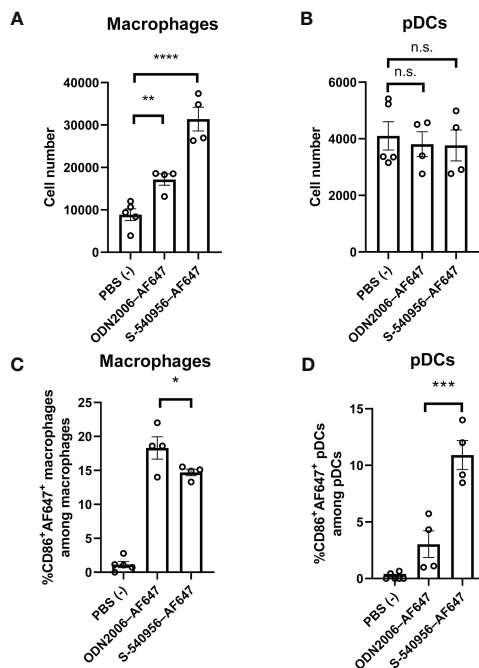 A
Macrophages
****
**
Cell number
40000
30000
20000
10000
0
PBS (-)
ODN2006–AF647
S-540956–AF647
B
pDCs
n.s.
n.s.
Cell number
6000
4000
2000
0
PBS (-)
ODN2006–AF647
S-540956–AF647
C
Macrophages
*
%CD86⁺AF647⁺ macrophages
among macrophages
25
20
15
10
5
0
PBS (-)
ODN2006–AF647
S-540956–AF647
D
pDCs
***
%CD86⁺AF647⁺ pDCs
among pDCs
15
10
5
0
PBS (-)
ODN2006–AF647
S-540956–AF647